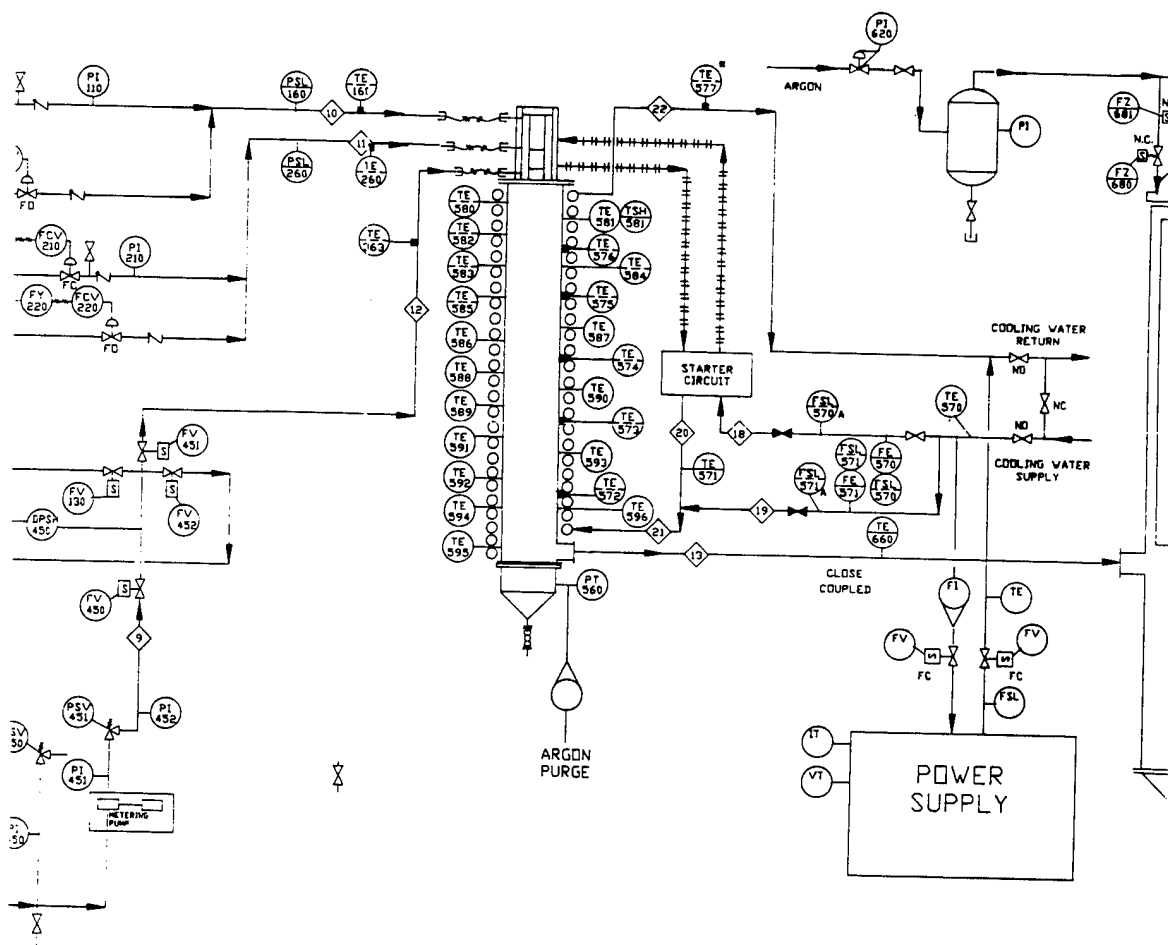 PI
620
PI
110
PSL
160
TE
161
TE
577
*
ARGON
10
22
FZ
681
N.C.
S
FZ
680
PI
11
PSL
260
TE
260
FO
TE
580
TE
581
TSH
581
TE
582
TE
576
TE
583
TE
584
TE
163
FCV
210
PI
210
FC
TE
585
TE
575
FY
220
FCV
220
12
TE
586
TE
587
FO
COOLING WATER
RETURN
NO
TE
588
TE
574
STARTER
CIRCUIT
TE
589
TE
590
FSL
570 A
TE
570
NC
NO
TE
591
TE
573
20
18
FV
451
S
TE
592
TE
593
TE
571
FSL
571
FE
570
COOLING WATER
SUPPLY
FSL
571 A
FE
571
FSL
570
FV
130
S
S
FV
452
TE
594
TE
572
TE
596
19
DPSH
450
TE
595
21
TE
660
13
CLOSE
COUPLED
FV
450
S
PT
560
FI
TE
9
FV
S
FC
S
FV
FC
PSV
451
PI
452
FSL
PI
451
ARGON
PURGE
IT
VT
POWER
SUPPLY
METERING
PUMP